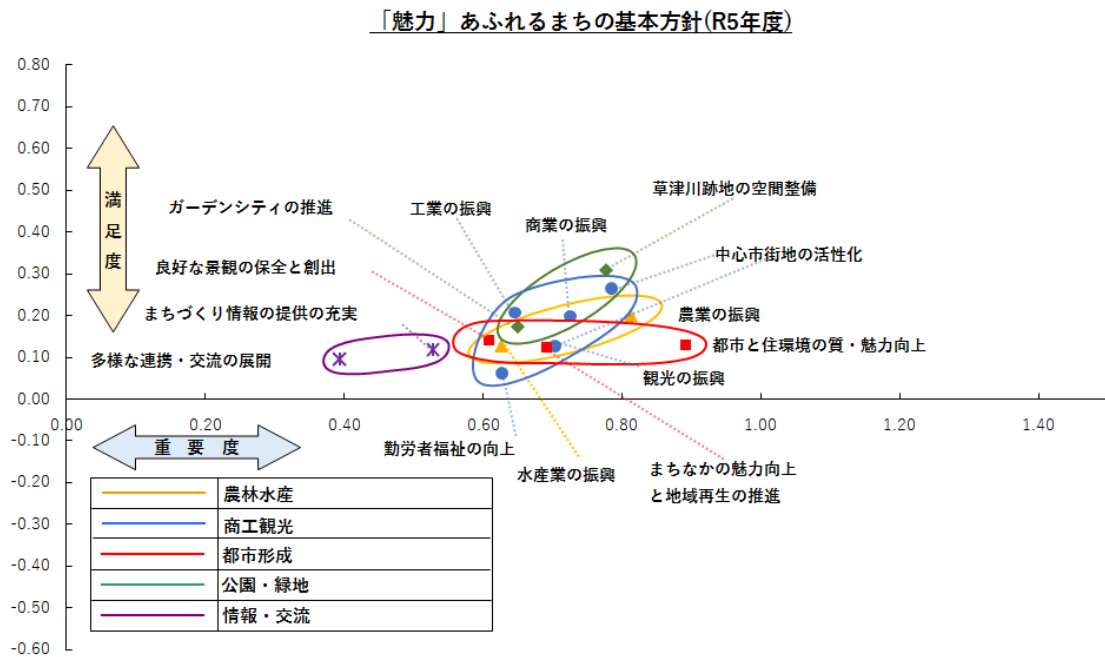 「魅力」あふれるまちの基本方針(R5年度)
0.80
0.70
0.60
0.50
0.40
0.30
0.20
0.10
0.00
-0.10
-0.20
-0.30
-0.40
-0.50
-0.60
0.00
0.20
0.40
0.60
0.80
1.00
1.20
1.40
満足度
重要度
草津川跡地の空間整備
ガーデンシティの推進
工業の振興
商業の振興
中心市街地の活性化
良好な景観の保全と創出
まちづくり情報の提供の充実
農業の振興
都市と住環境の質・魅力向上
多様な連携・交流の展開
観光の振興
勤労者福祉の向上
水産業の振興
まちなかの魅力向上
と地域再生の推進
農林水産
商工観光
都市形成
公園・緑地
情報・交流